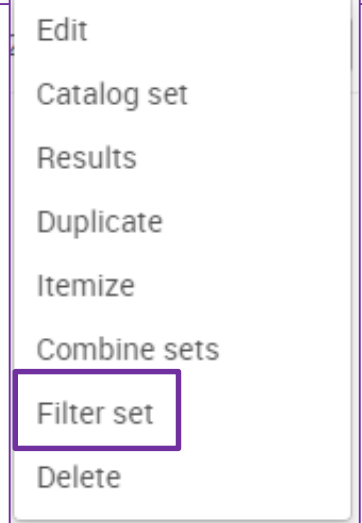 Edit
Catalog set
Results
Duplicate
Itemize
Combine sets
Filter set
Delete